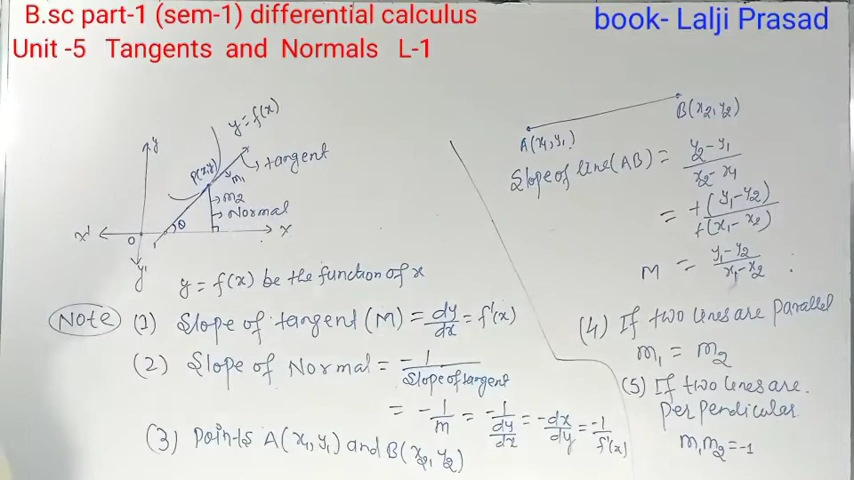 B.sc part-1 (sem-1) differential calculus
book- Lalji Prasad
Unit -5 Tangents and Normals L-1
y
y=f(x)
P(x,y)
tangent
m1
m2
Normal
θ
x'
O
x
y'
y = f(x) be the function of x
Note (1) Slope of tangent (M) = dy/dx = f'(x)
(2) Slope of Normal = -1/Slope of tangent
= -1/m = -1/(dy/dx) = -dx/dy = -1/f'(x)
(3) Points A(x1,y1) and B(x2,y2)
A(x1,y1)
B(x2,y2)
Slope of line (AB) = (y2-y1)/(x2-x1)
= +(y1-y2)/+(x1-x2)
M = (y1-y2)/(x1-x2) .
(4) If two lines are parallel
m1 = m2
(5) If two lines are.
perpendicular
m1m2 = -1